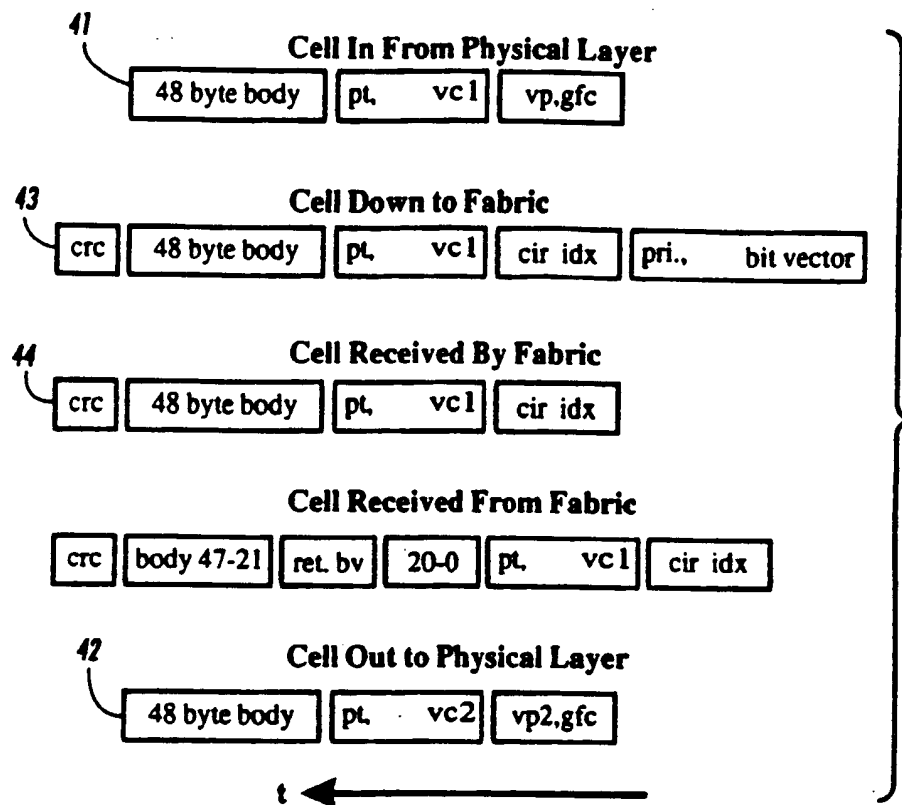 41
Cell In From Physical Layer
48 byte body pt, vc1 vp,gfc
43
Cell Down to Fabric
crc 48 byte body pt, vc1 cir idx pri., bit vector
44
Cell Received By Fabric
crc 48 byte body pt, vc1 cir idx
Cell Received From Fabric
crc body 47-21 ret. bv 20-0 pt, vc1 cir idx
42
Cell Out to Physical Layer
48 byte body pt, vc2 vp2,gfc
t